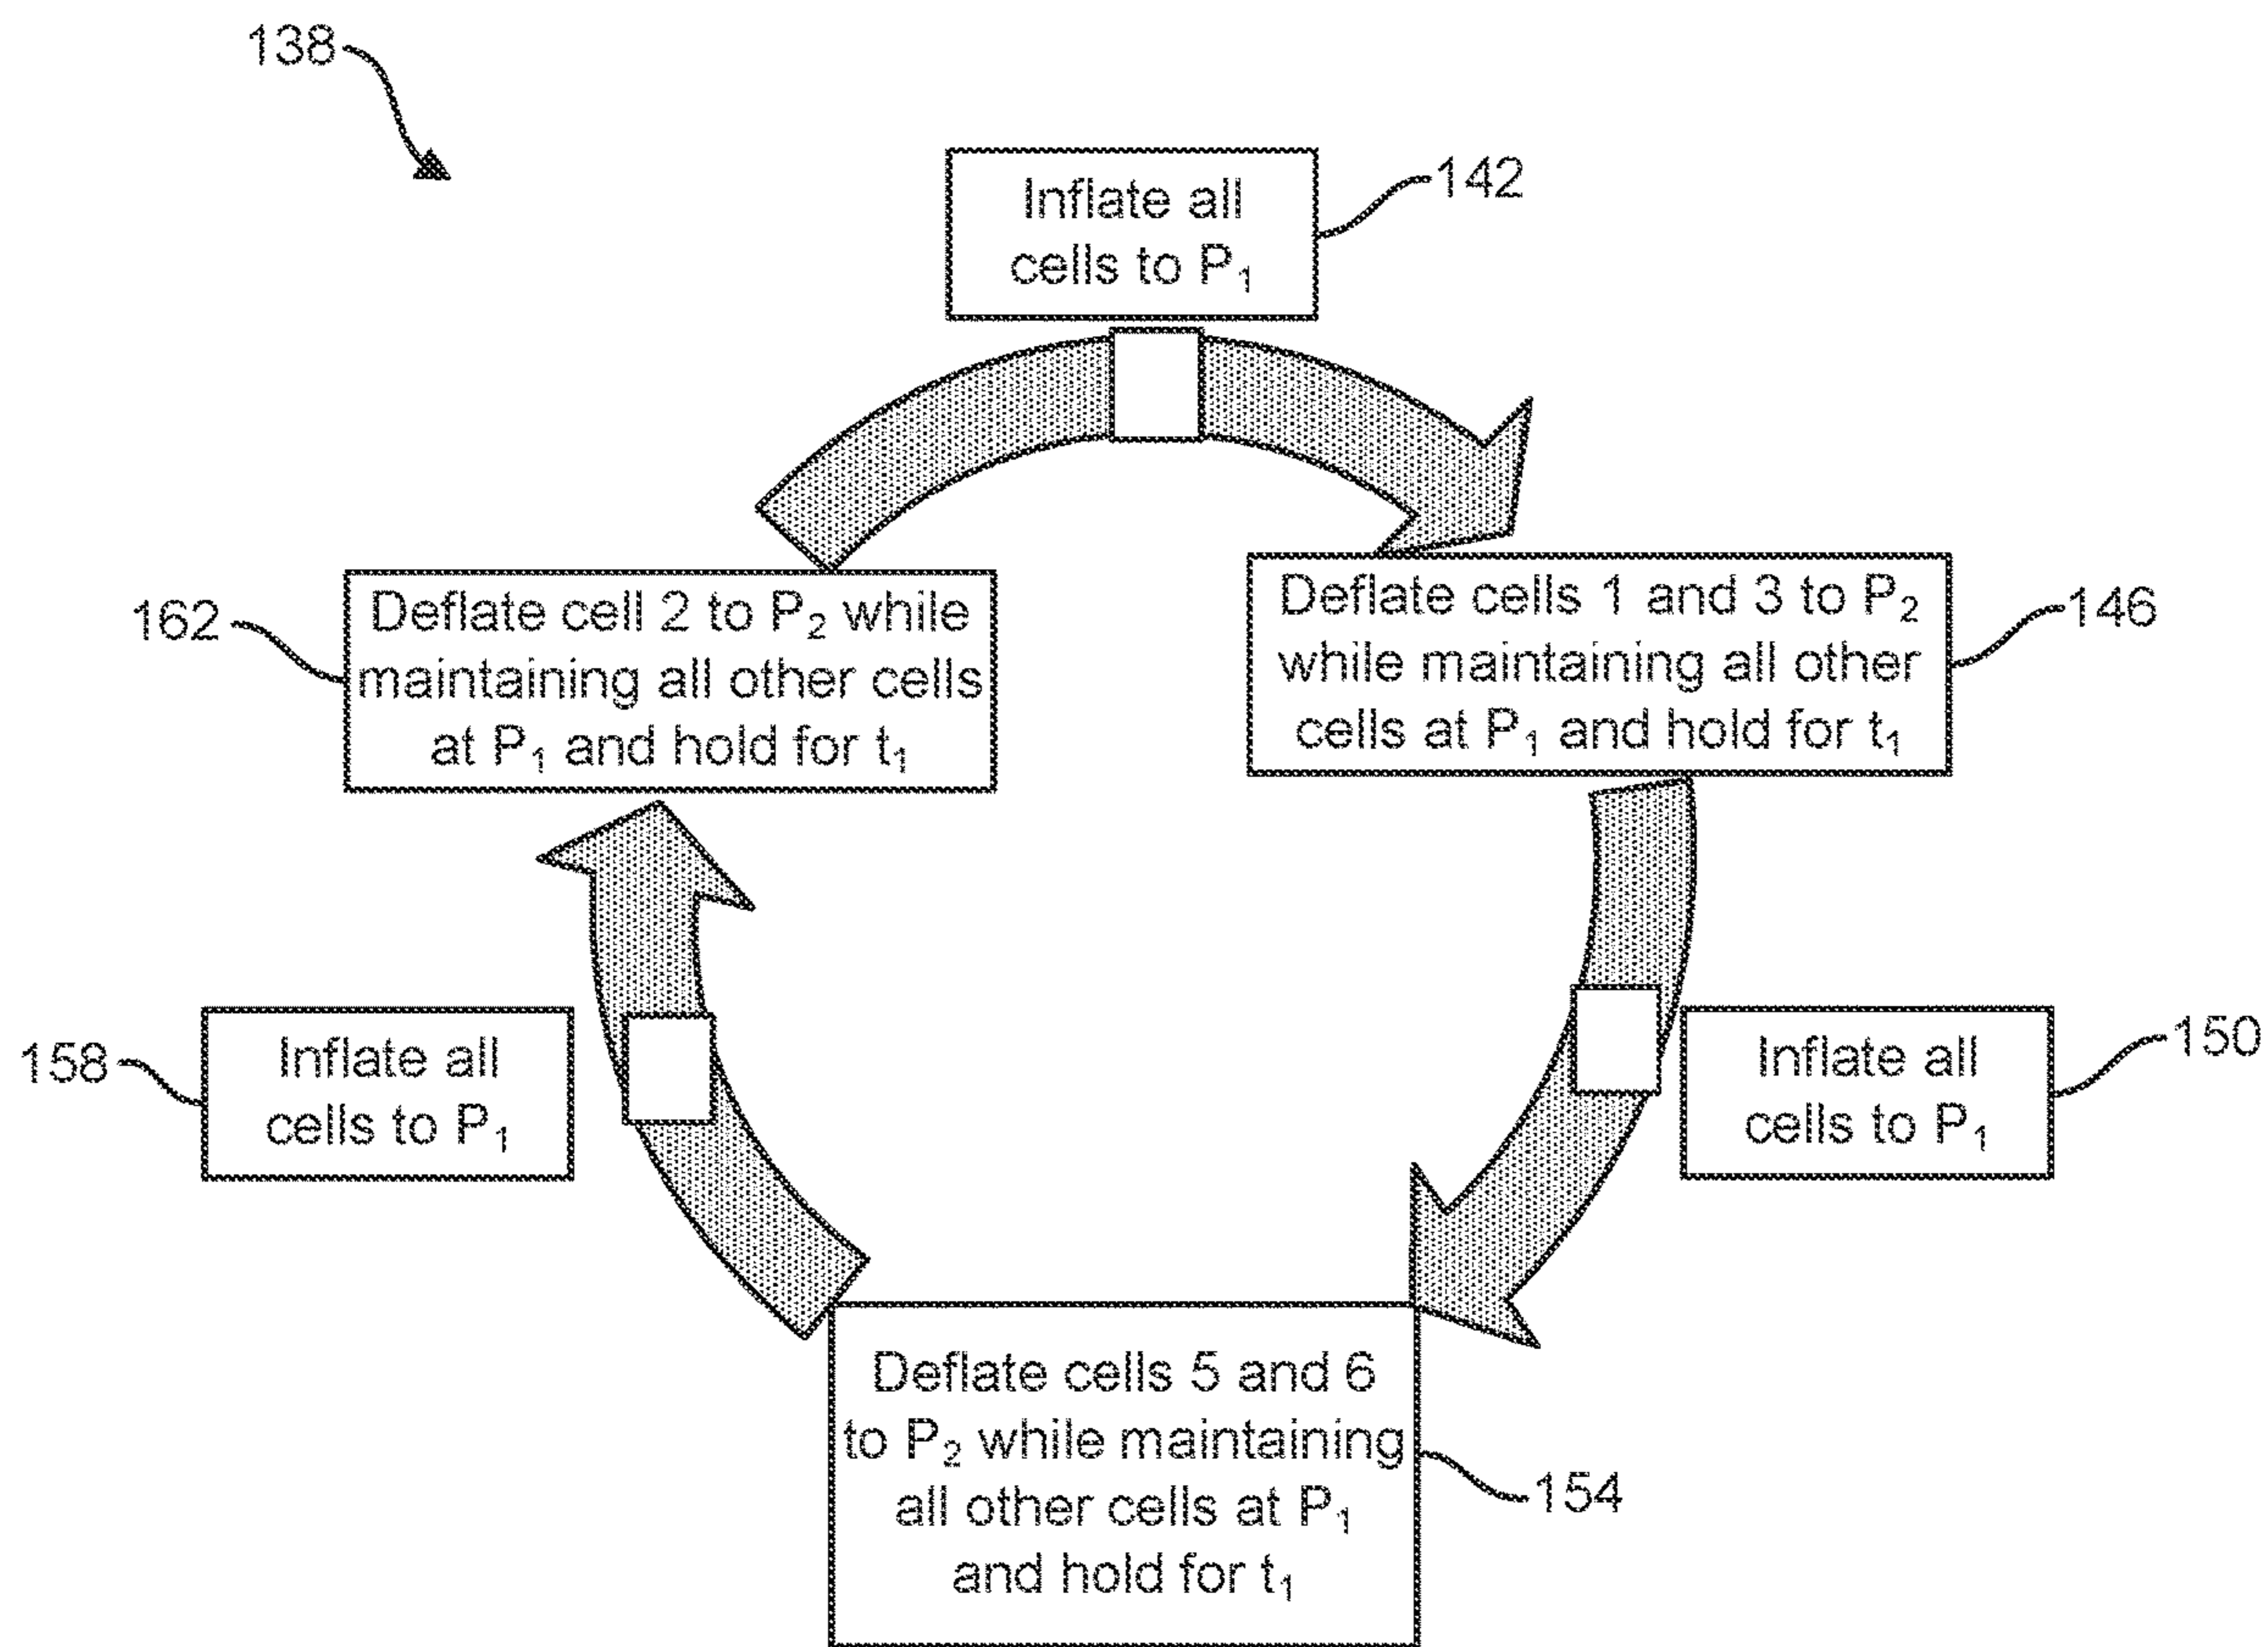 138
Inflate all
cells to P₁
142
Deflate cell 2 to P₂ while
maintaining all other cells
at P₁ and hold for t₁
162
Deflate cells 1 and 3 to P₂
while maintaining all other
cells at P₁ and hold for t₁
146
158
Inflate all
cells to P₁
Inflate all
cells to P₁
150
Deflate cells 5 and 6
to P₂ while maintaining
all other cells at P₁
and hold for t₁
154